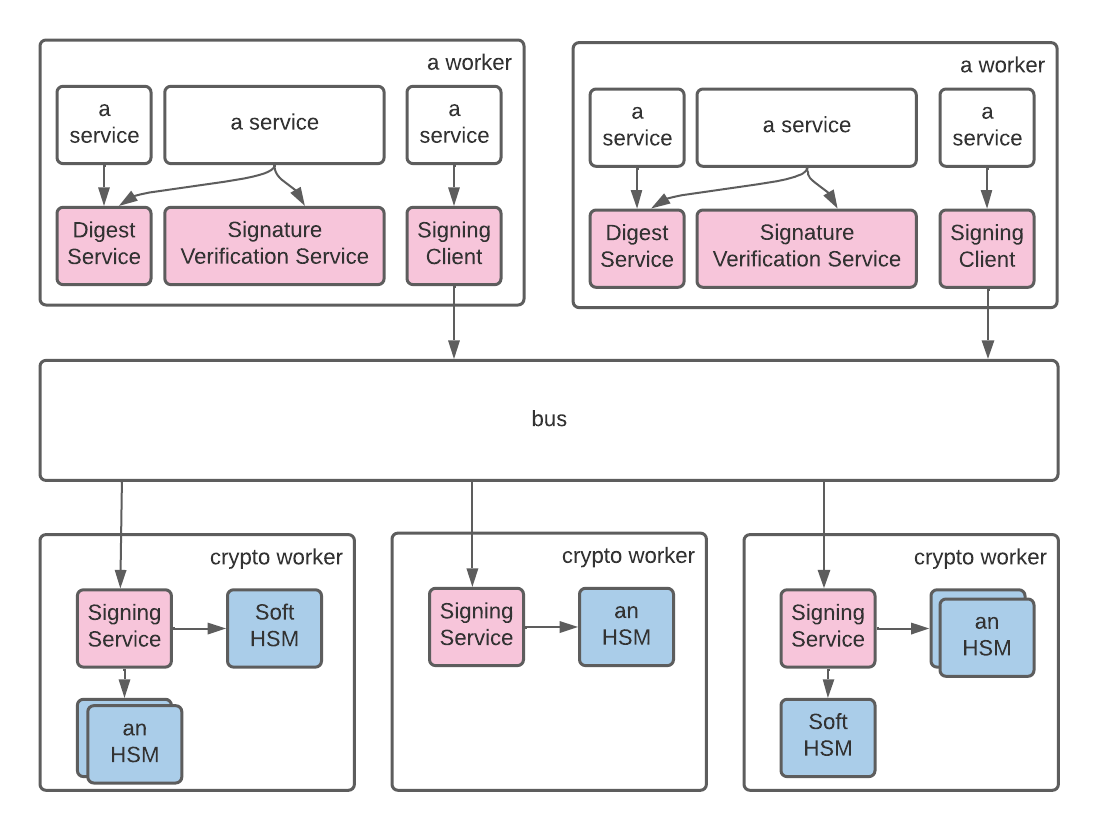 a worker
a
service
a service
a
service
Digest
Service
Signature
Verification Service
Signing
Client
a worker
a
service
a service
a
service
Digest
Service
Signature
Verification Service
Signing
Client
bus
crypto worker
Signing
Service
Soft
HSM
an
HSM
crypto worker
Signing
Service
an
HSM
crypto worker
Signing
Service
an
HSM
Soft
HSM